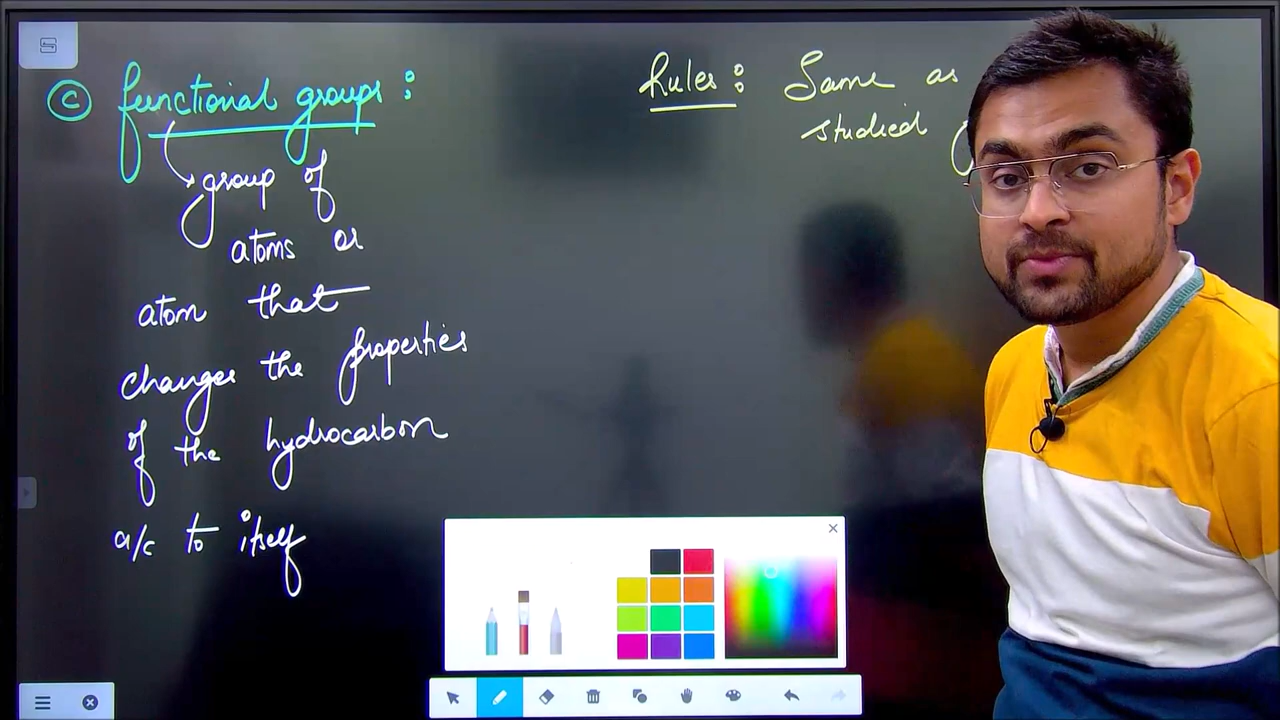 C functional groups :
group of
atoms or
atom that
changes the properties
of the hydrocarbon
a/c to itself
Rules : Same as
studied